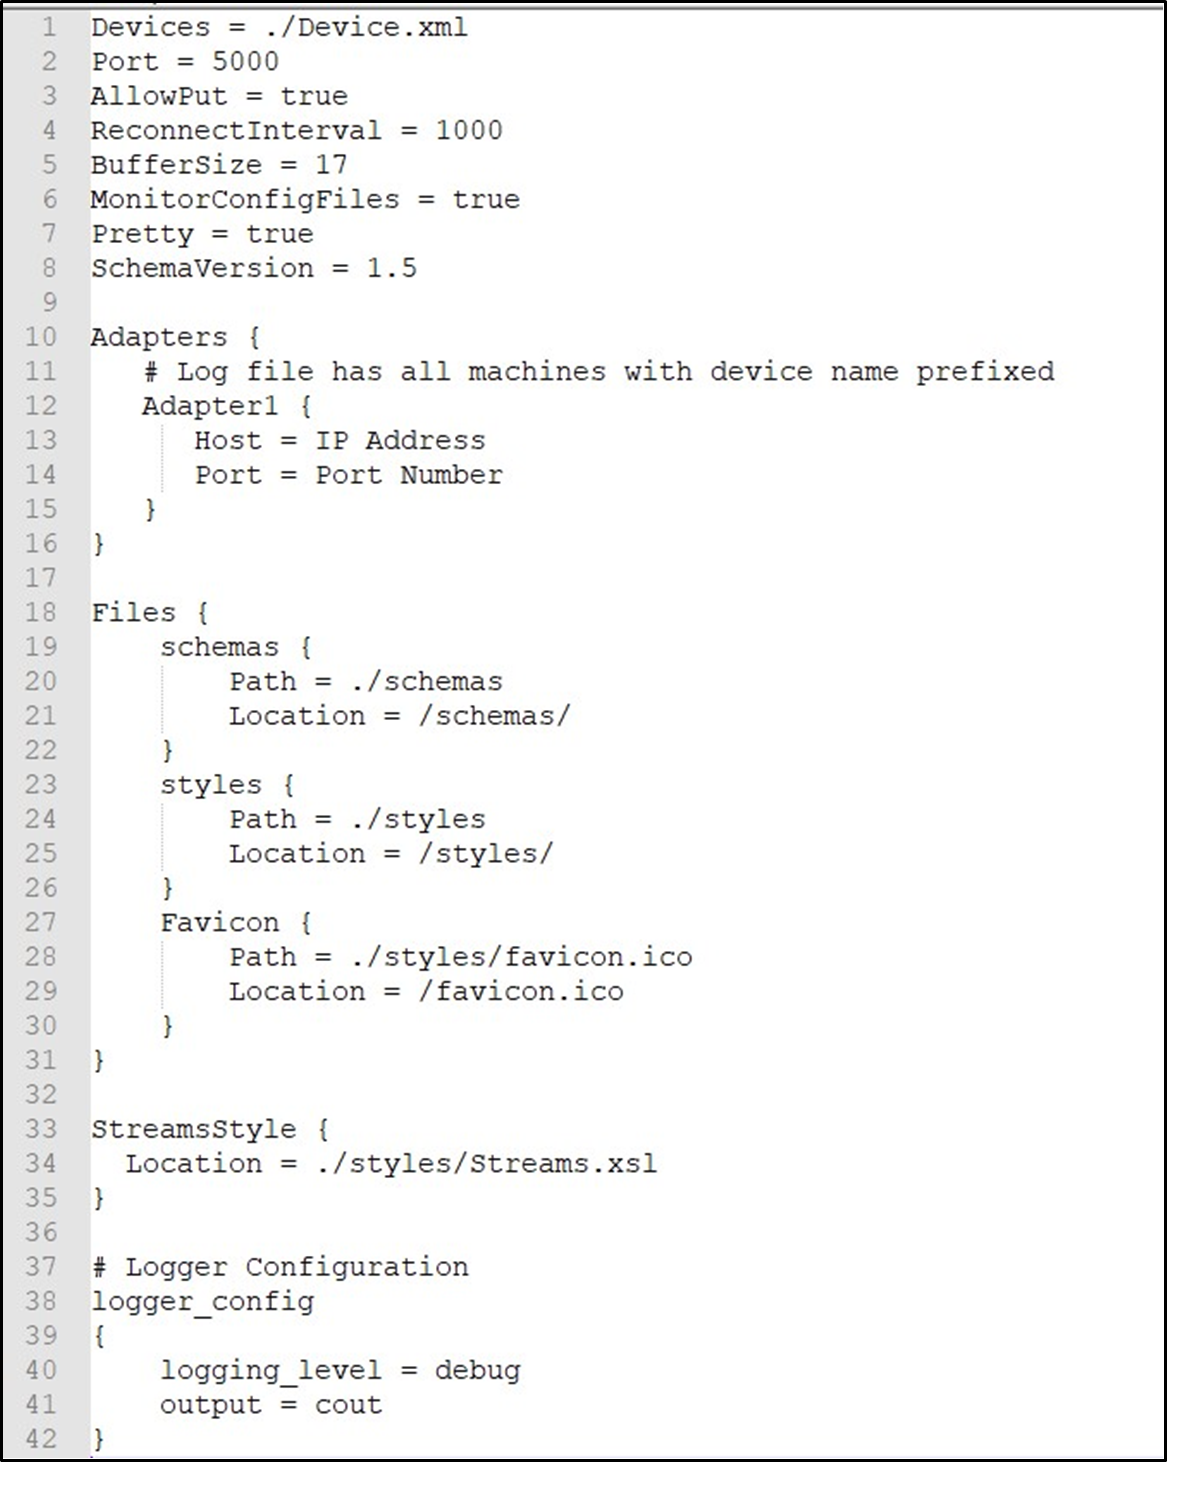 1 Devices = ./Device.xml
2 Port = 5000
3 AllowPut = true
4 ReconnectInterval = 1000
5 BufferSize = 17
6 MonitorConfigFiles = true
7 Pretty = true
8 SchemaVersion = 1.5
9
10 Adapters {
11    # Log file has all machines with device name prefixed
12    Adapter1 {
13       Host = IP Address
14       Port = Port Number
15    }
16 }
17
18 Files {
19     schemas {
20         Path = ./schemas
21         Location = /schemas/
22     }
23     styles {
24         Path = ./styles
25         Location = /styles/
26     }
27     Favicon {
28         Path = ./styles/favicon.ico
29         Location = /favicon.ico
30     }
31 }
32
33 StreamsStyle {
34   Location = ./styles/Streams.xsl
35 }
36
37 # Logger Configuration
38 logger_config
39 {
40     logging_level = debug
41     output = cout
42 }